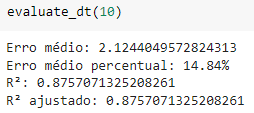 evaluate_dt(10)
Erro médio: 2.1244049572824313
Erro médio percentual: 14.84%
R²: 0.8757071325208261
R² ajustado: 0.8757071325208261